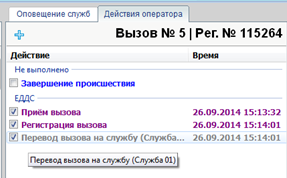 Оповещение служб Действия оператора
Вызов № 5 | Рег. № 115264
Действие Время
Не выполнено
Завершение происшествия
ЕДДС
Приём вызова 26.09.2014 15:13:32
Регистрация вызова 26.09.2014 15:14:01
Перевод вызова на службу (Служба... 26.09.2014 15:14:01
Перевод вызова на службу (Служба 01)